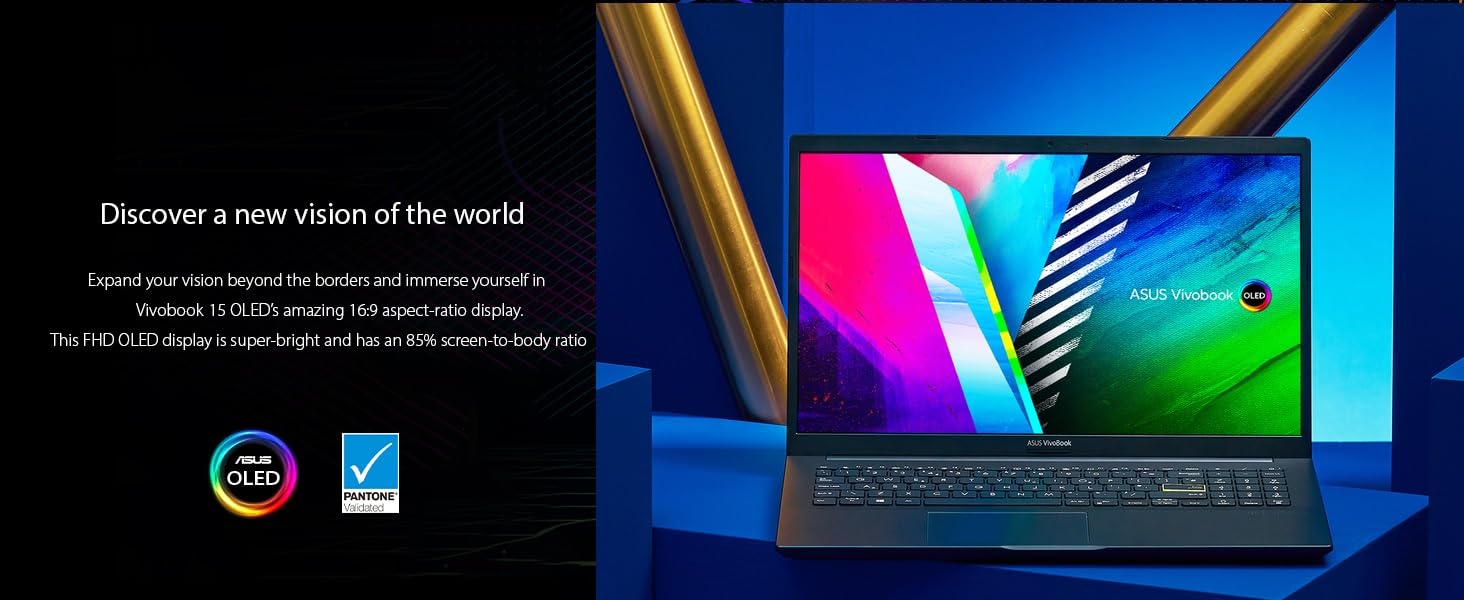 Discover a new vision of the world
Expand your vision beyond the borders and immerse yourself in
Vivobook 15 OLED's amazing 16:9 aspect-ratio display.
This FHD OLED display is super-bright and has an 85% screen-to-body ratio
ASUS
OLED
PANTONE®
Validated
ASUS Vivobook OLED
ASUS VivoBook